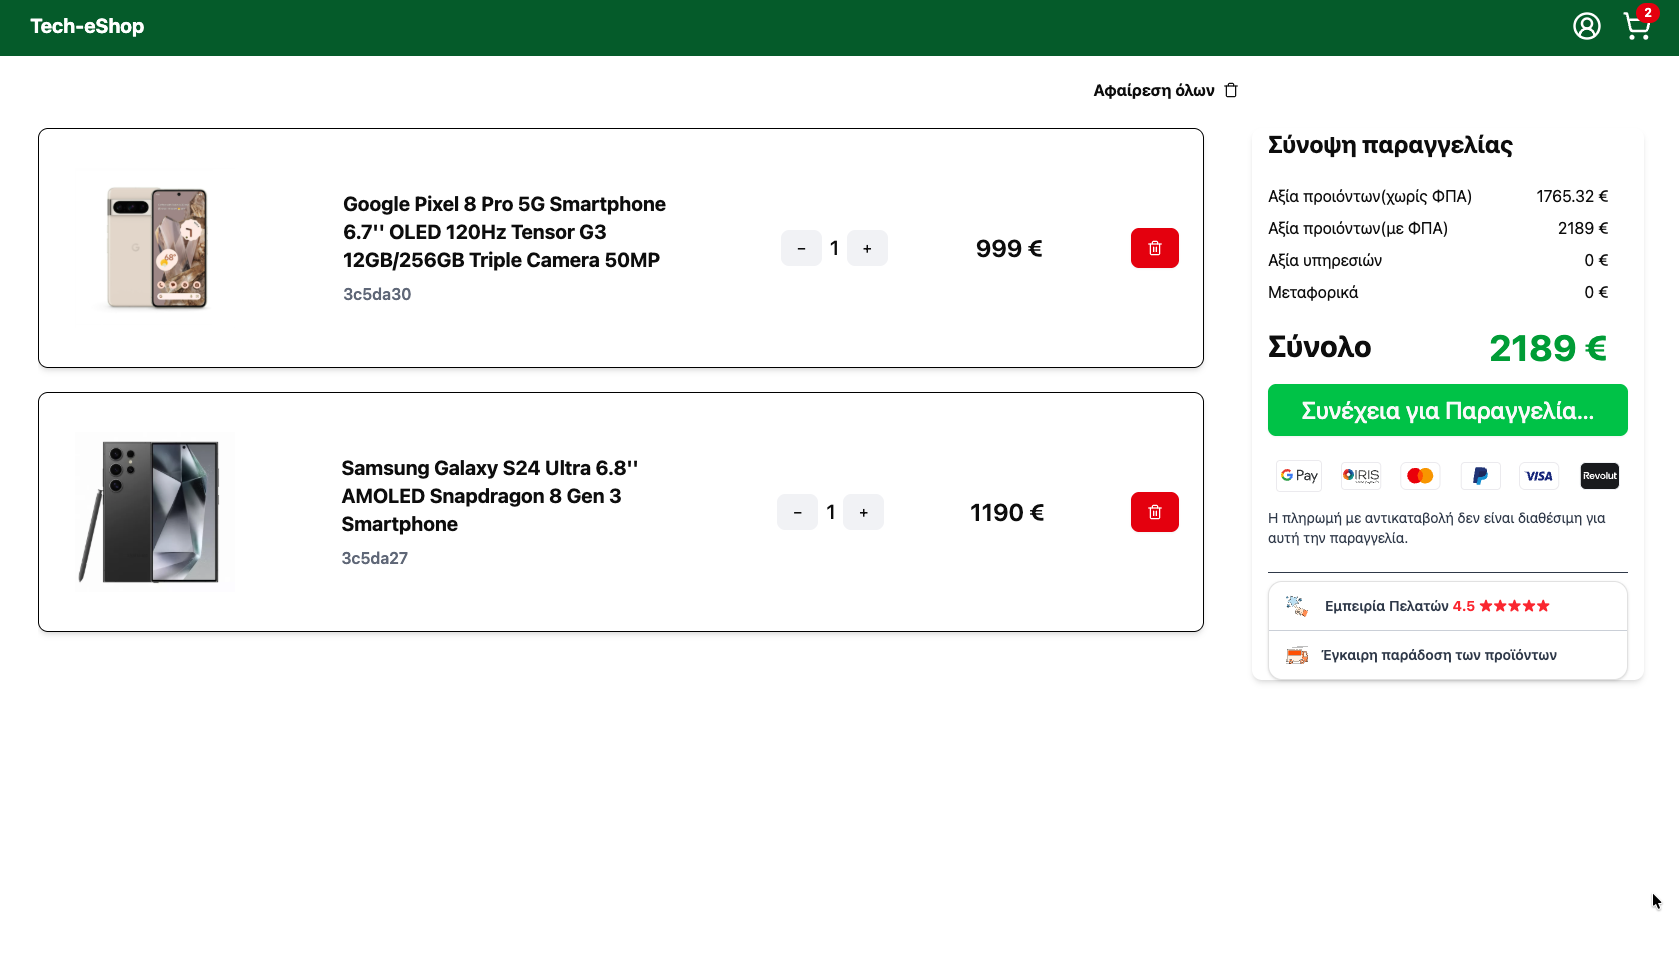 Tech-eShop
2
Αφαίρεση όλων
Google Pixel 8 Pro 5G Smartphone
6.7'' OLED 120Hz Tensor G3
12GB/256GB Triple Camera 50MP
3c5da30
−
1
+
999 €
Samsung Galaxy S24 Ultra 6.8''
AMOLED Snapdragon 8 Gen 3
Smartphone
3c5da27
−
1
+
1190 €
Σύνοψη παραγγελίας
Αξία προιόντων(χωρίς ΦΠΑ) 1765.32 €
Αξία προιόντων(με ΦΠΑ) 2189 €
Αξία υπηρεσιών 0 €
Μεταφορικά 0 €
Σύνολο 2189 €
Συνέχεια για Παραγγελία...
G Pay
IRIS
VISA
Revolut
Η πληρωμή με αντικαταβολή δεν είναι διαθέσιμη για
αυτή την παραγγελία.
Εμπειρία Πελατών 4.5 ★★★★★
Έγκαιρη παράδοση των προϊόντων